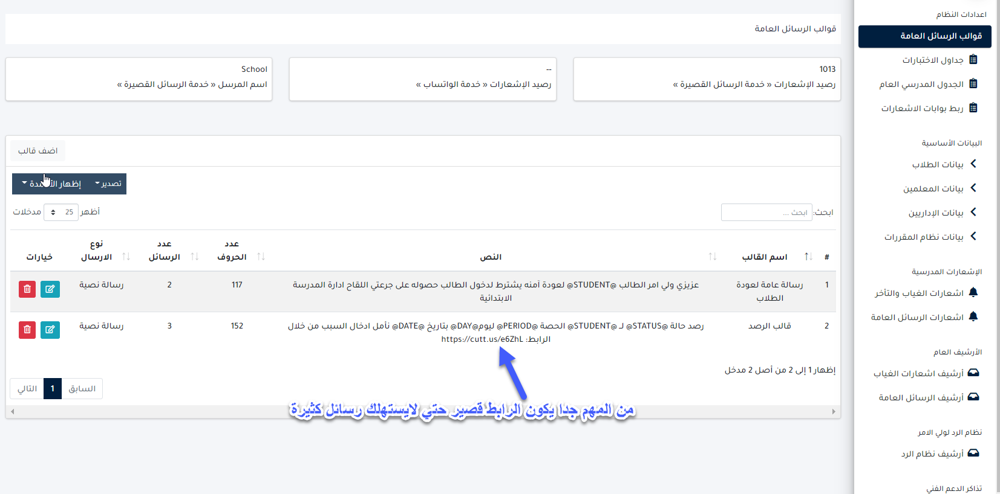 اعدادات النظام
قوالب الرسائل العامة
جداول الاختبارات
الجدول المدرسي العام
ربط بوابات الاشعارات
البيانات الأساسية
بيانات الطلاب
بيانات المعلمين
بيانات الإداريين
بيانات نظام المقررات
الإشعارات المدرسية
اشعارات الغياب والتأخر
اشعارات الرسائل العامة
الأرشيف العام
أرشيف اشعارات الغياب
أرشيف الرسائل العامة
نظام الرد لولي الامر
أرشيف نظام الرد
تذاكر الدعم الفني
قوالب الرسائل العامة
1013
رصيد الإشعارات « خدمة الرسائل القصيرة »
--
رصيد الإشعارات « خدمة الواتساب »
School
اسم المرسل « خدمة الرسائل القصيرة »
اضف قالب
تصدير
إظهار
ابحث: ابحث ...
أظهر 25 مدخلات
# اسم القالب النص عدد الحروف عدد الرسائل نوع الارسال خيارات
1 رسالة عامة لعودة الطلاب
عزيزي ولي امر الطالب @STUDENT@ لعودة آمنه يشترط لدخول الطالب حصوله على جرعتي اللقاح ادارة المدرسة
الابتدائية
117 2 رسالة نصية
2 قالب الرصد
رصد حالة @STATUS@ لـ @STUDENT@ الحصة @PERIOD@ ليوم@DAY@ بتاريخ @DATE@ نأمل ادخال السبب من خلال
الرابط: https://cutt.us/e6ZhL
152 3 رسالة نصية
إظهار 1 إلى 2 من أصل 2 مدخل
السابق 1 التالي
من المهم جدا يكون الرابط قصير حتي لايستهلك رسائل كثيرة